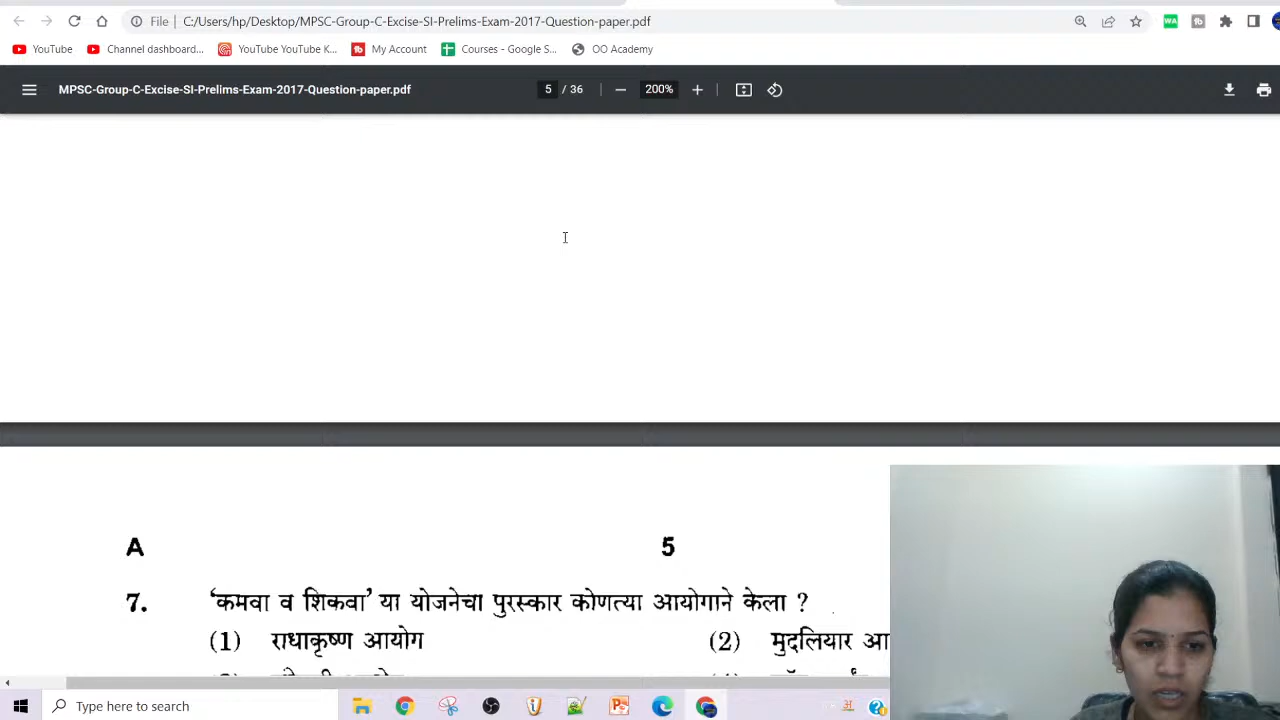 File C:/Users/hp/Desktop/MPSC-Group-C-Excise-SI-Prelims-Exam-2017-Question-paper.pdf
YouTube Channel dashboard... YouTube YouTube K... My Account Courses - Google S... OO Academy
MPSC-Group-C-Excise-SI-Prelims-Exam-2017-Question-paper.pdf 5 / 36 200%
A 5
7. 'कमवा व शिकवा' या योजनेचा पुरस्कार कोणत्या आयोगाने केला ?
(1) राधाकृष्ण आयोग (2) मुदलियार आ
Type here to search